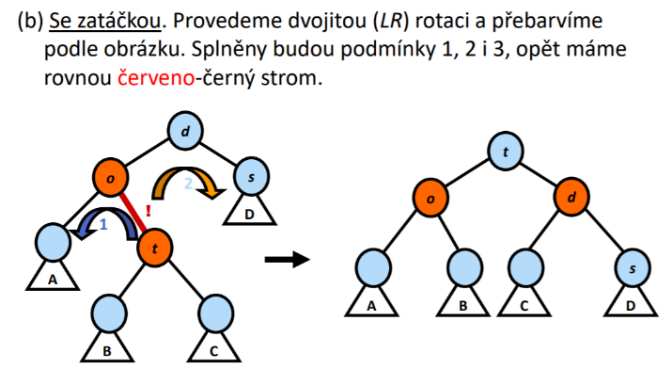 (b) Se zatáčkou. Provedeme dvojitou (LR) rotaci a přebarvíme
podle obrázku. Splněny budou podmínky 1, 2 i 3, opět máme
rovnou červeno-černý strom.
d
t
o
s
2
o
d
!
D
1
t
s
A
A
B
C
D
B
C